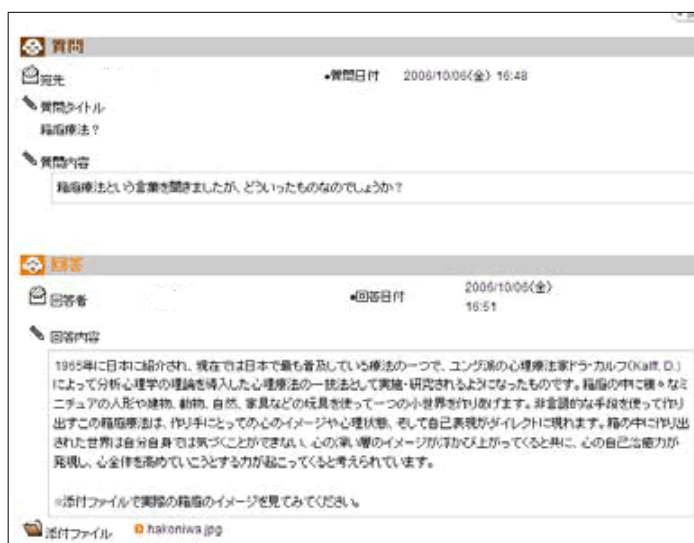 質問
宛先 ●質問日付 2006/10/06(金) 16:48
質問タイトル
箱庭療法？
質問内容
箱庭療法という言葉を聞きましたが、どういったものなのでしょうか？
回答
回答者 ●回答日付 2006/10/06(金)
16:51
回答内容
1965年に日本に紹介され、現在では日本で最も普及している療法の一つで、ユング派の心理療法家ドラ・カルフ(Kalff. D.)
によって分析心理学の理論を導入した心理療法の一技法として実施・研究されるようになったものです。箱庭の中に様々なミ
ニチュアの人形や建物、動物、自然、家具などの玩具を使って一つの小世界を作りあげます。非言語的な手段を使って作り
出すこの箱庭療法は、作り手にとっての心のイメージや心理状態、そして自己表現がダイレクトに現れます。箱の中に作り出
された世界は自分自身では気づくことができない、心の深い層のイメージが浮かび上がってくると共に、心の自己治癒力が
発現し、心全体を高めていこうとする力が起こってくると考えられています。
※添付ファイルで実際の箱庭のイメージを見てみてください。
添付ファイル hakoniwa.jpg